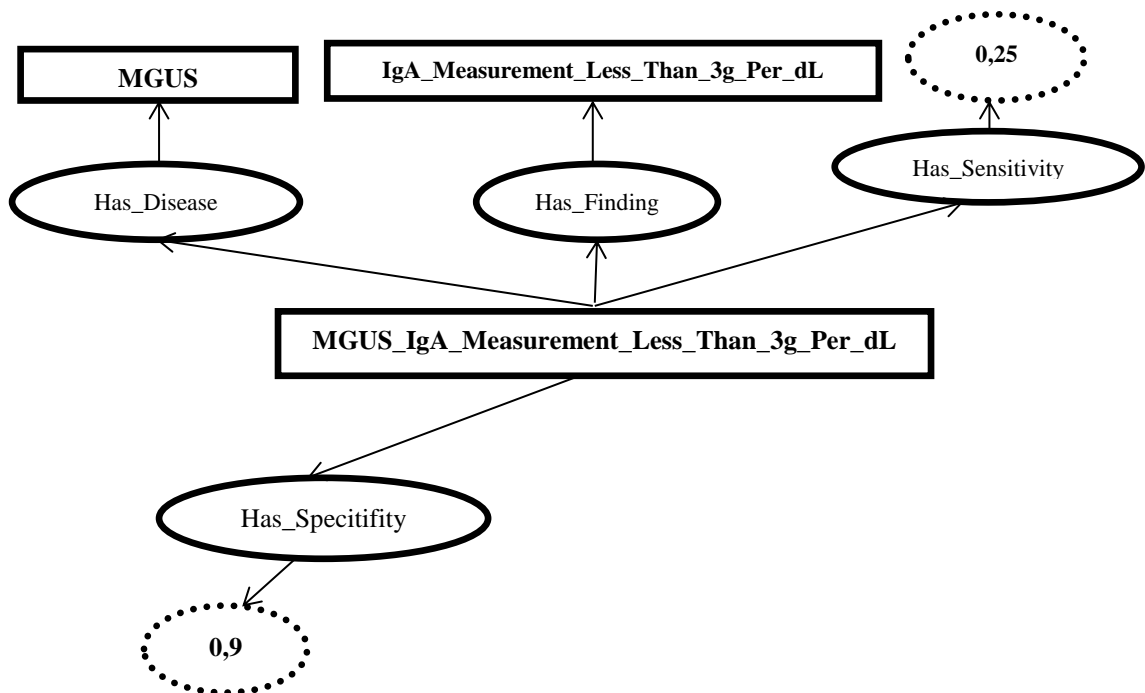 MGUS
IgA_Measurement_Less_Than_3g_Per_dL
0,25
Has_Disease
Has_Finding
Has_Sensitivity
MGUS_IgA_Measurement_Less_Than_3g_Per_dL
Has_Specitifity
0,9